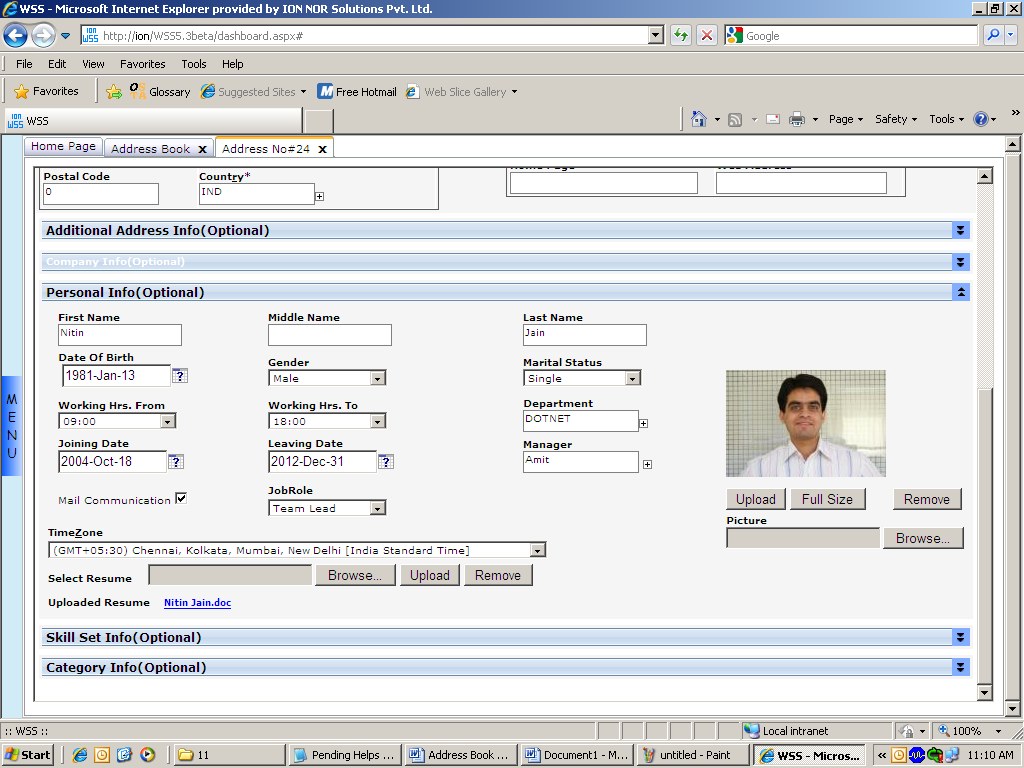 WSS - Microsoft Internet Explorer provided by ION NOR Solutions Pvt. Ltd.
http://ion/WSS5.3beta/dashboard.aspx#
Google
File Edit View Favorites Tools Help
Favorites Glossary Suggested Sites Free Hotmail Web Slice Gallery
WSS Page Safety Tools
Home Page Address Book x Address No#24 x
Postal Code Country*
0 IND
Additional Address Info(Optional)
Company Info(Optional)
Personal Info(Optional)
First Name Middle Name Last Name
Nitin Jain
Date Of Birth Gender Marital Status
1981-Jan-13 Male Single
Working Hrs. From Working Hrs. To Department
09:00 18:00 DOTNET
Joining Date Leaving Date Manager
2004-Oct-18 2012-Dec-31 Amit
Mail Communication JobRole
Team Lead
Upload Full Size Remove
Picture
Browse...
TimeZone
(GMT+05:30) Chennai, Kolkata, Mumbai, New Delhi [India Standard Time]
Select Resume Browse... Upload Remove
Uploaded Resume Nitin Jain.doc
Skill Set Info(Optional)
Category Info(Optional)
MENU
:: WSS :: Local intranet 100%
Start 11 Pending Helps ... Address Book ... Document1 - M... untitled - Paint WSS - Micros... 11:10 AM